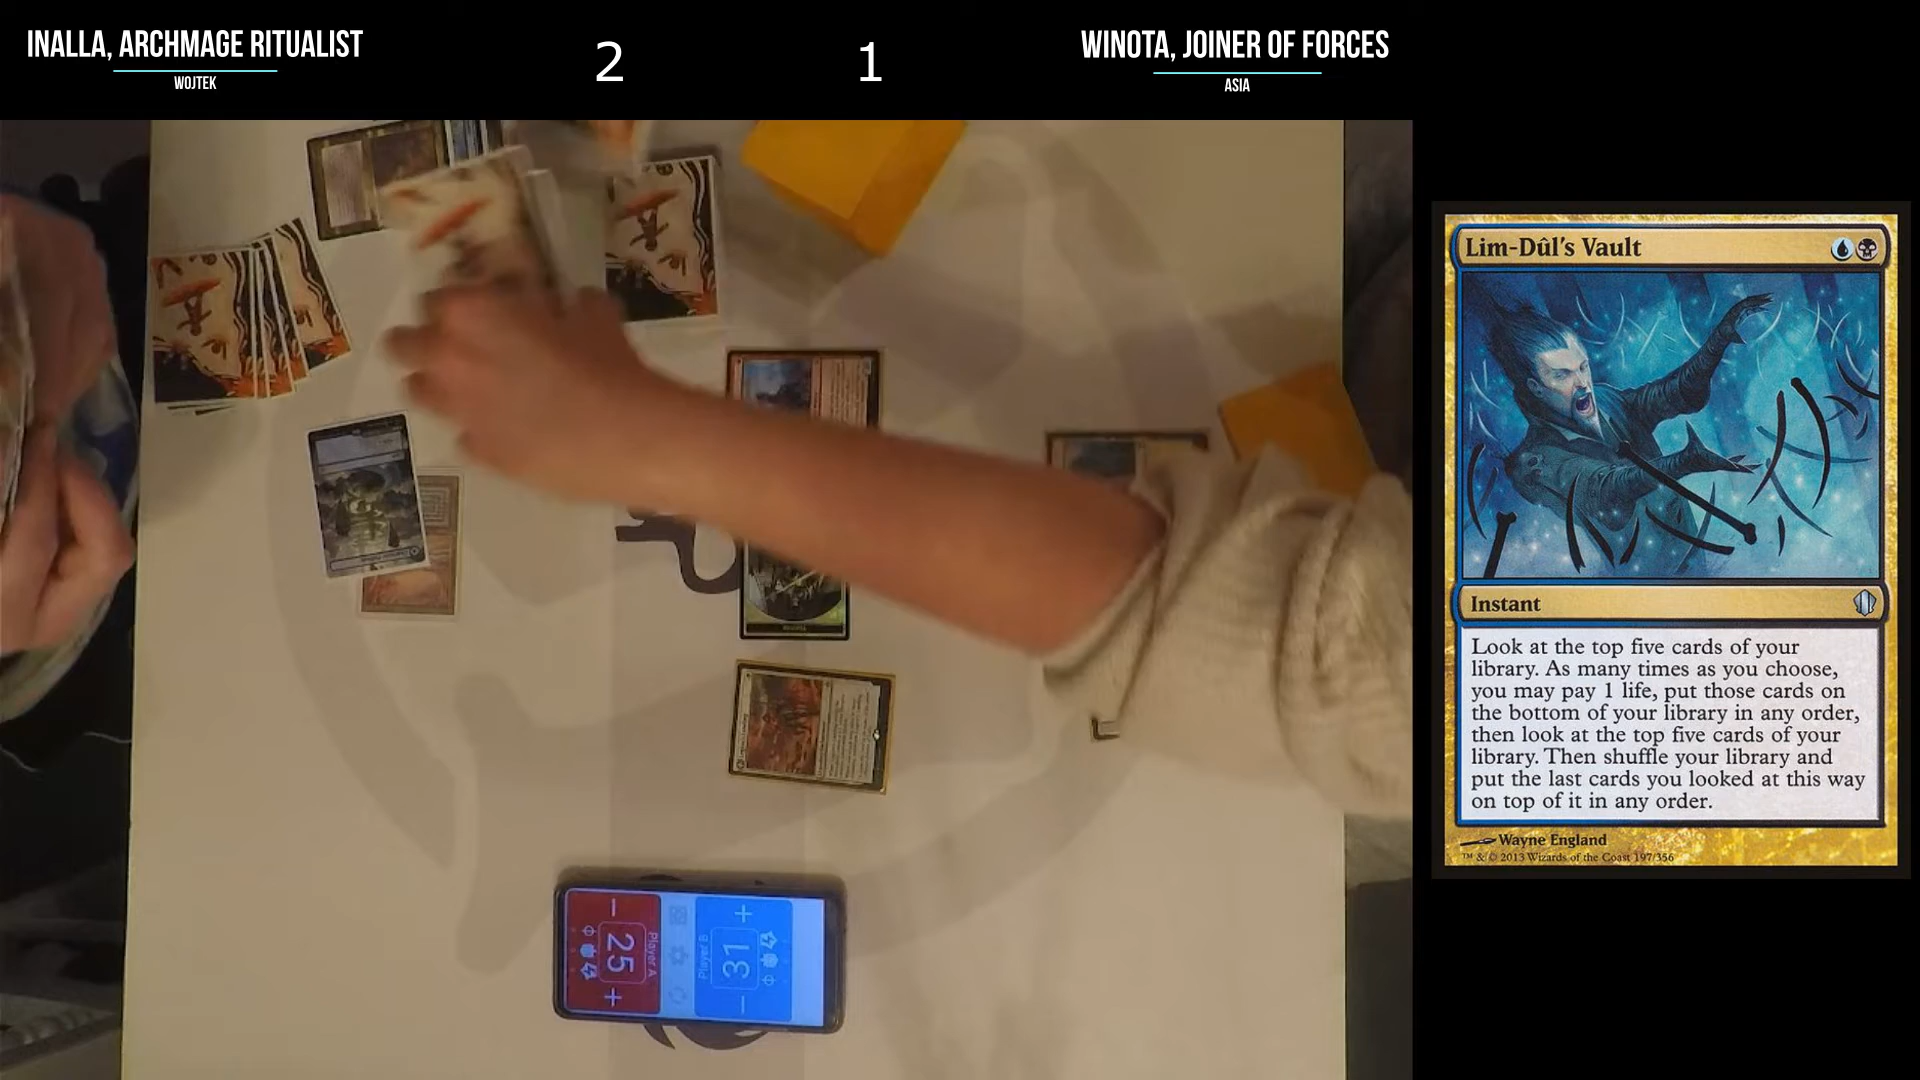 INALLA, ARCHMAGE RITUALIST
WOJTEK
2
1
WINOTA, JOINER OF FORCES
ASIA
Lim-Dûl's Vault
Instant
Look at the top five cards of your
library. As many times as you choose,
you may pay 1 life, put those cards on
the bottom of your library in any order,
then look at the top five cards of your
library. Then shuffle your library and
put the last cards you looked at this way
on top of it in any order.
Wayne England
™ & © 2013 Wizards of the Coast 197/356
Player A
25
Player B
31